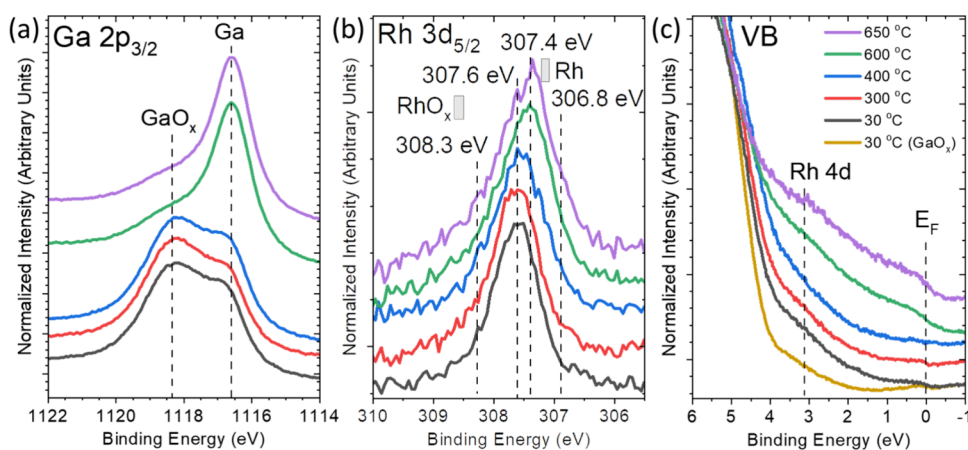 (a) Ga 2p3/2
Ga
GaOx
Normalized Intensity (Arbitrary Units)
1122 1120 1118 1116 1114
Binding Energy (eV)
(b) Rh 3d5/2
307.4 eV
307.6 eV
Rh
RhOx
306.8 eV
308.3 eV
Normalized Intensity (Arbitrary Units)
310 309 308 307 306
Binding Energy (eV)
(c) VB
650 °C
600 °C
400 °C
300 °C
30 °C
30 °C (GaOx)
Rh 4d
EF
Normalized Intensity (Arbitrary Units)
6 5 4 3 2 1 0 -1
Binding Energy (eV)